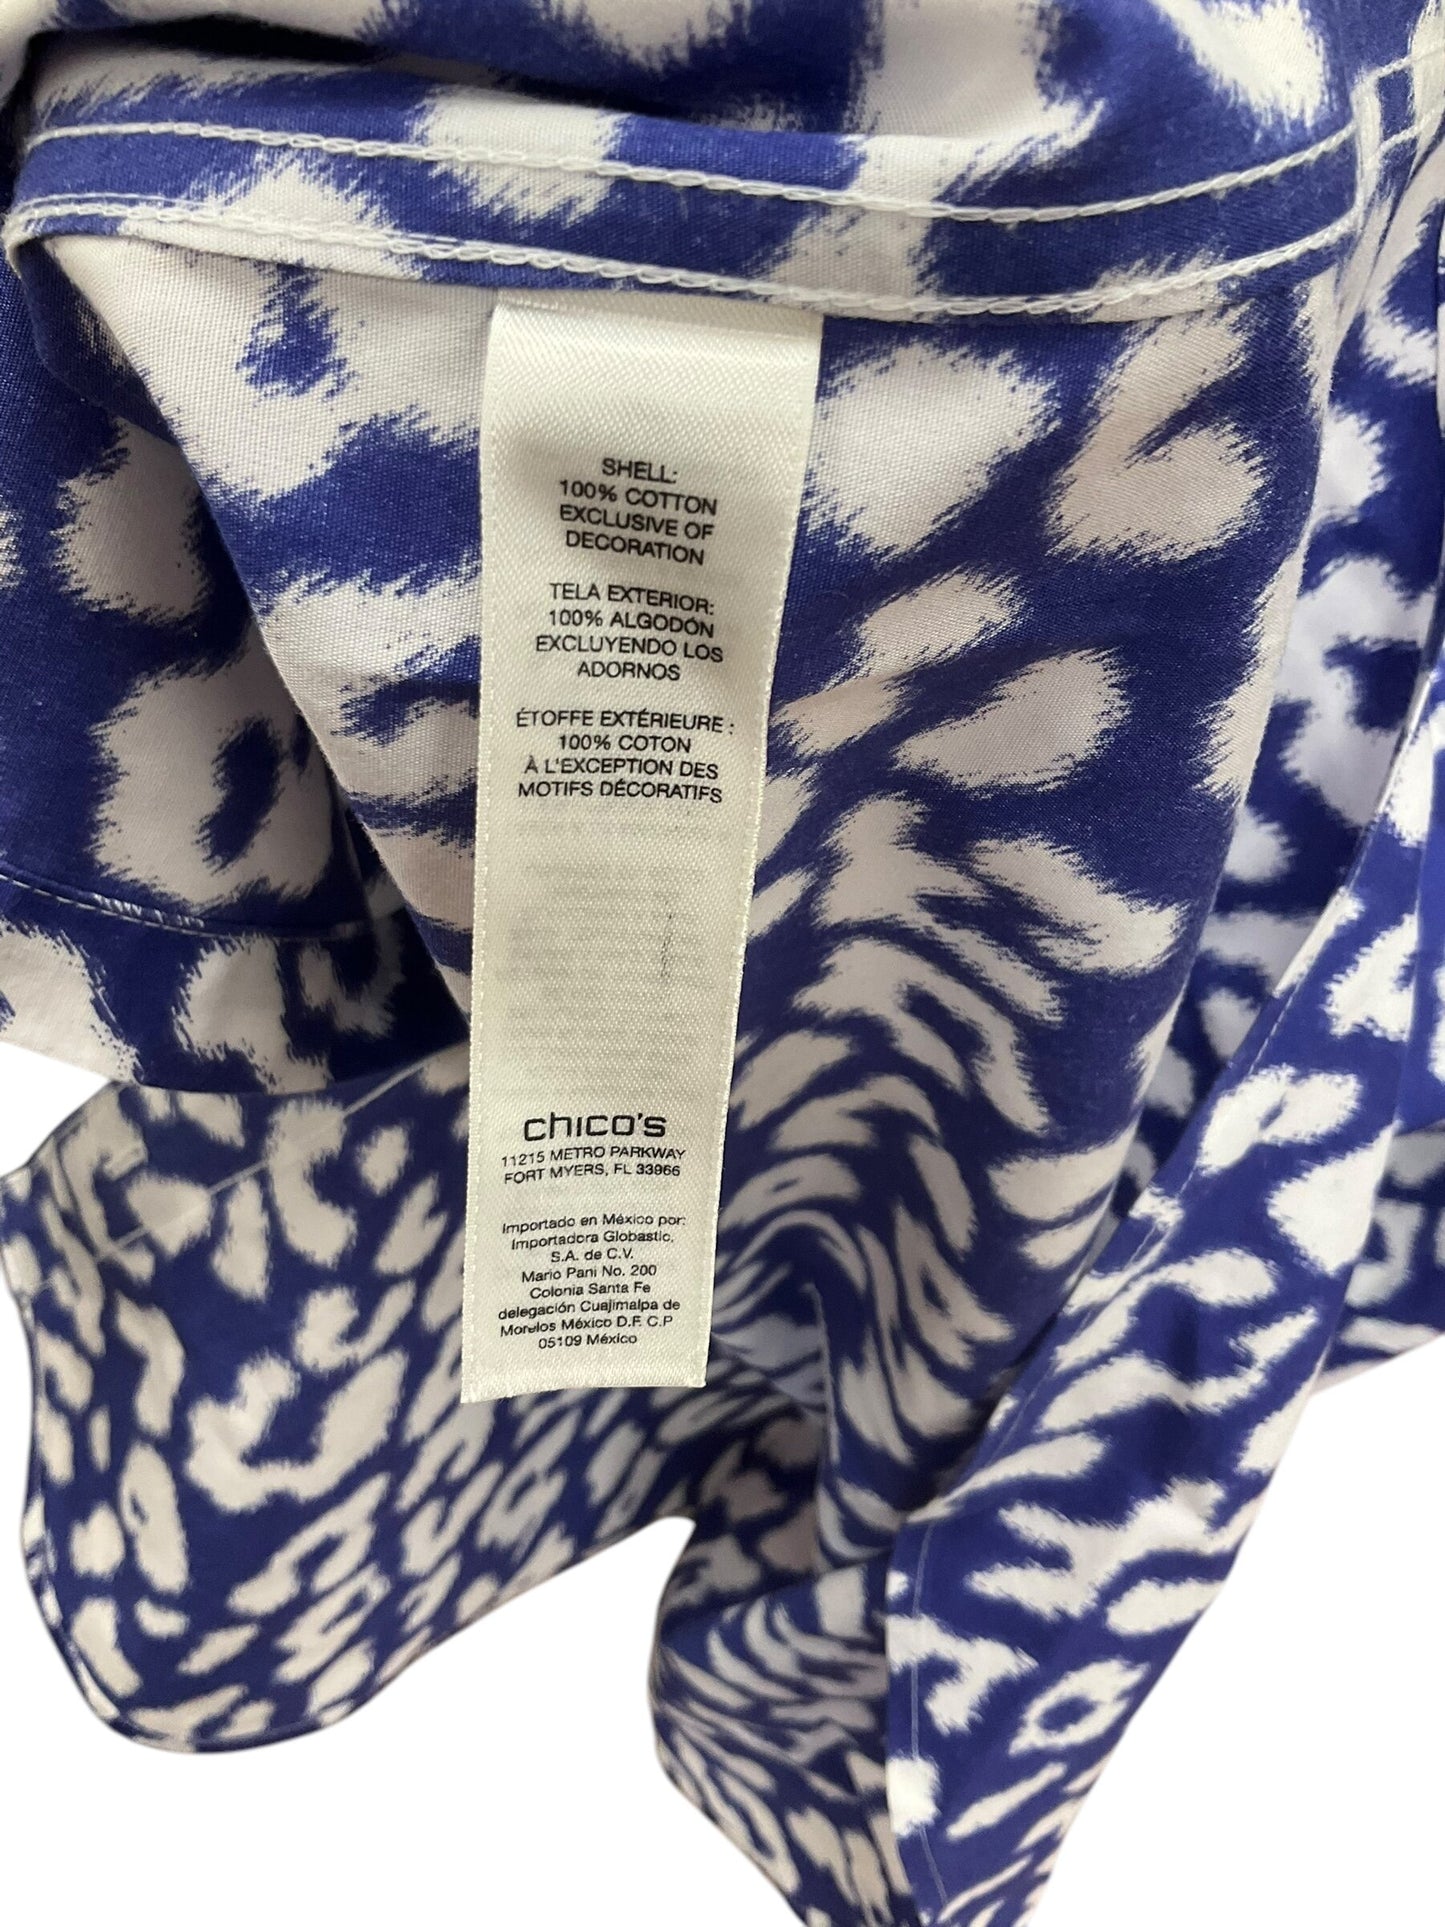 SHELL:
100% COTTON
EXCLUSIVE OF
DECORATION
TELA EXTERIOR:
100% ALGODÓN
EXCLUYENDO LOS
ADORNOS
ÉTOFFE EXTÉRIEURE :
100% COTON
À L'EXCEPTION DES
MOTIFS DÉCORATIFS
chico's
11215 METRO PARKWAY
FORT MYERS, FL 33966
Importado en México por:
Importadora Globastic,
S.A. de C.V.
Mario Pani No. 200
Colonia Santa Fe
delegación Cuajimalpa de
Morelos México D.F. C.P
05109 México